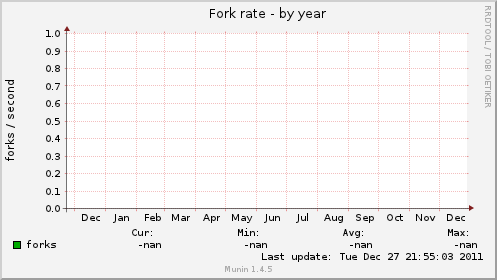 Fork rate - by year
RRDTOOL / TOBI OETIKER
forks / second
1.0
0.9
0.8
0.7
0.6
0.5
0.4
0.3
0.2
0.1
0.0
Dec Jan Feb Mar Apr May Jun Jul Aug Sep Oct Nov Dec
Cur: Min: Avg: Max:
forks -nan -nan -nan -nan
Last update: Tue Dec 27 21:55:03 2011
Munin 1.4.5